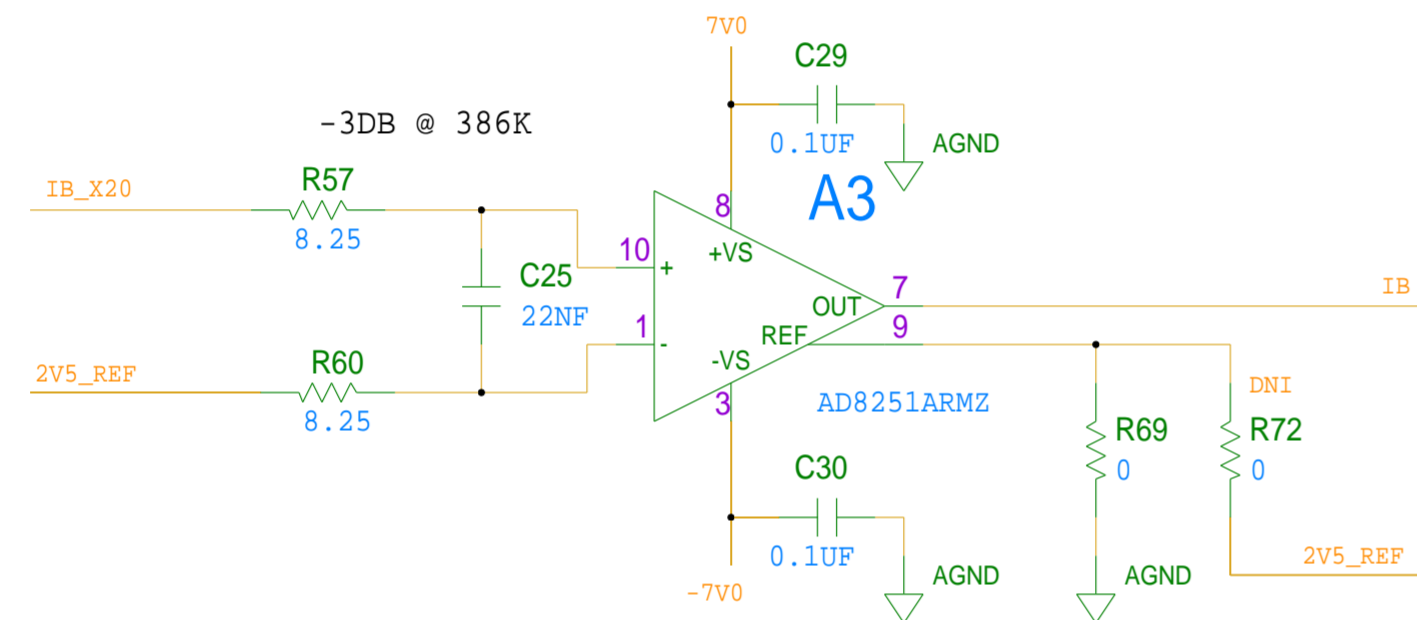 7V0
C29
-3DB @ 386K
0.1UF
AGND
IB_X20
R57
A3
8
8.25
10
+VS
+
C25
7
IB
22NF
OUT
1
9
REF
-
-VS
2V5_REF
R60
3
AD8251ARMZ
DNI
8.25
R69
R72
C30
0
0
0.1UF
2V5_REF
AGND
AGND
-7V0